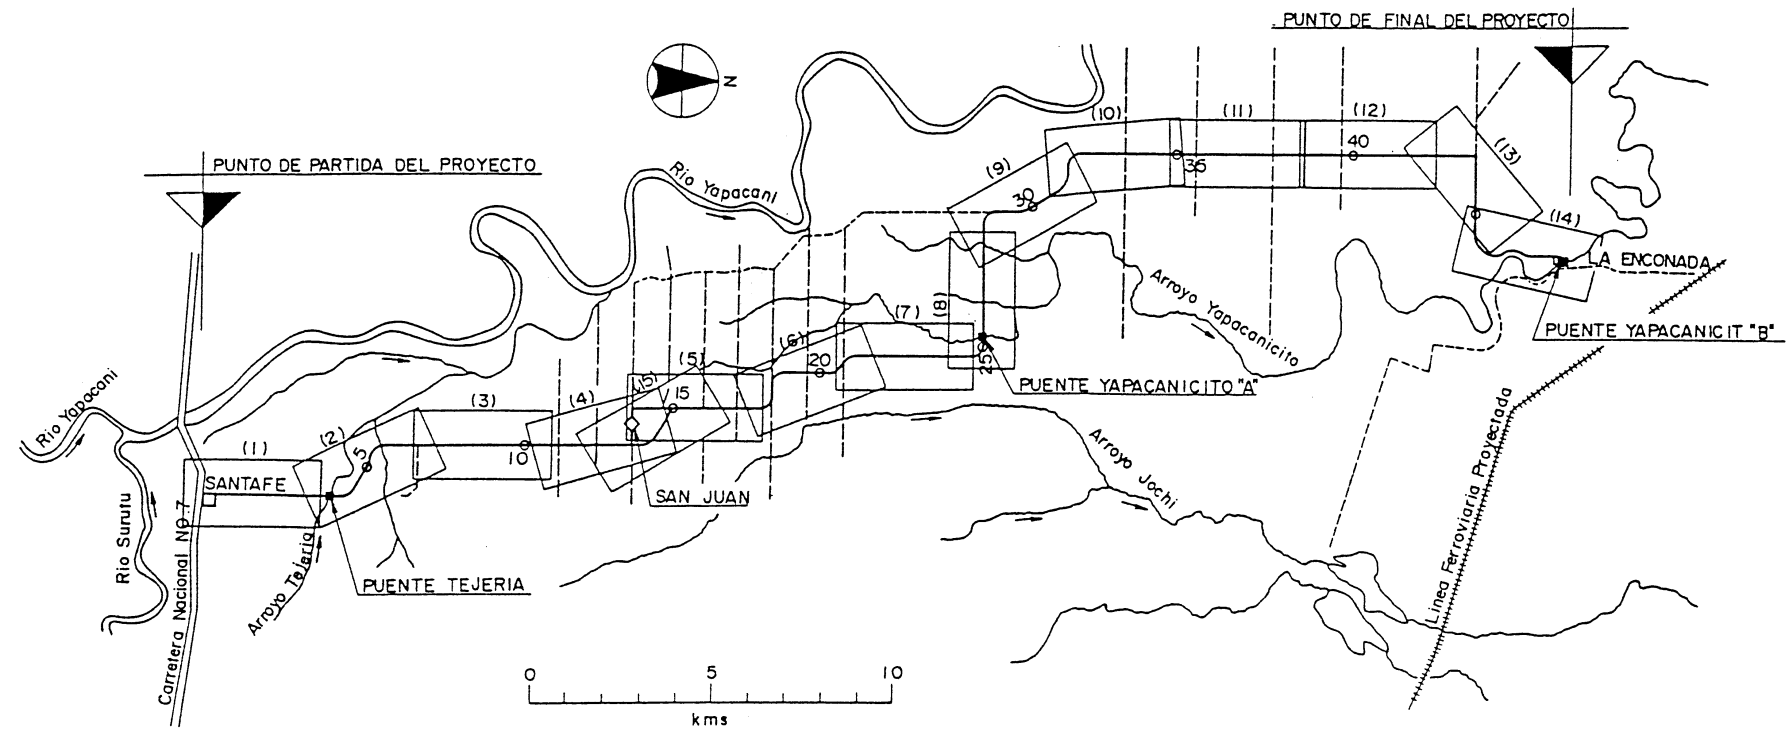 PUNTO DE FINAL DEL PROYECTO
N
PUNTO DE PARTIDA DEL PROYECTO
Rio Yapacani
(10)
(11)
(12)
40
35
(13)
(9)
30
(14)
LA ENCONADA
PUENTE YAPACANICIT "B"
Arroyo Yapacanicito
(8)
25
PUENTE YAPACANICITO "A"
(7)
(6)
20
(5)
(15)
15
(4)
(3)
10
(2)
5
(1)
SANTAFE
SAN JUAN
PUENTE TEJERIA
Rio Yapacani
Rio Surutu
Carretera Nacional No.7
Arroyo Tejeria
Arroyo Jochi
Linea Ferroviaria Proyectada
0 5 10
kms